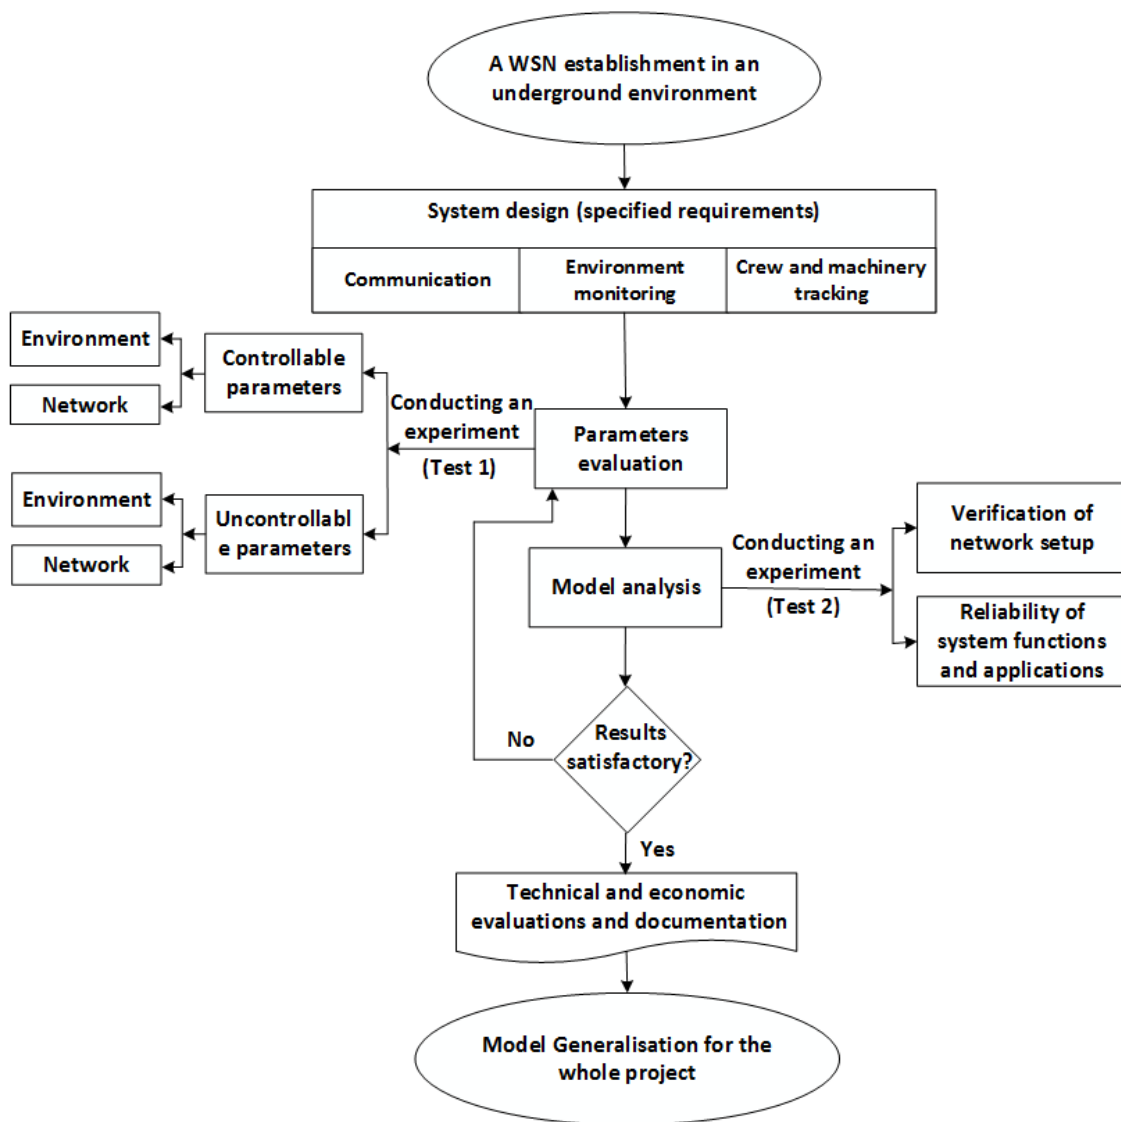 A WSN establishment in an
underground environment
System design (specified requirements)
Communication
Environment
monitoring
Crew and machinery
tracking
Environment
Network
Controllable
parameters
Conducting an
experiment
(Test 1)
Parameters
evaluation
Environment
Network
Uncontrollabl
e parameters
Model analysis
Conducting an
experiment
(Test 2)
Verification of
network setup
Reliability of
system functions
and applications
Results
satisfactory?
No
Yes
Technical and economic
evaluations and documentation
Model Generalisation for the
whole project